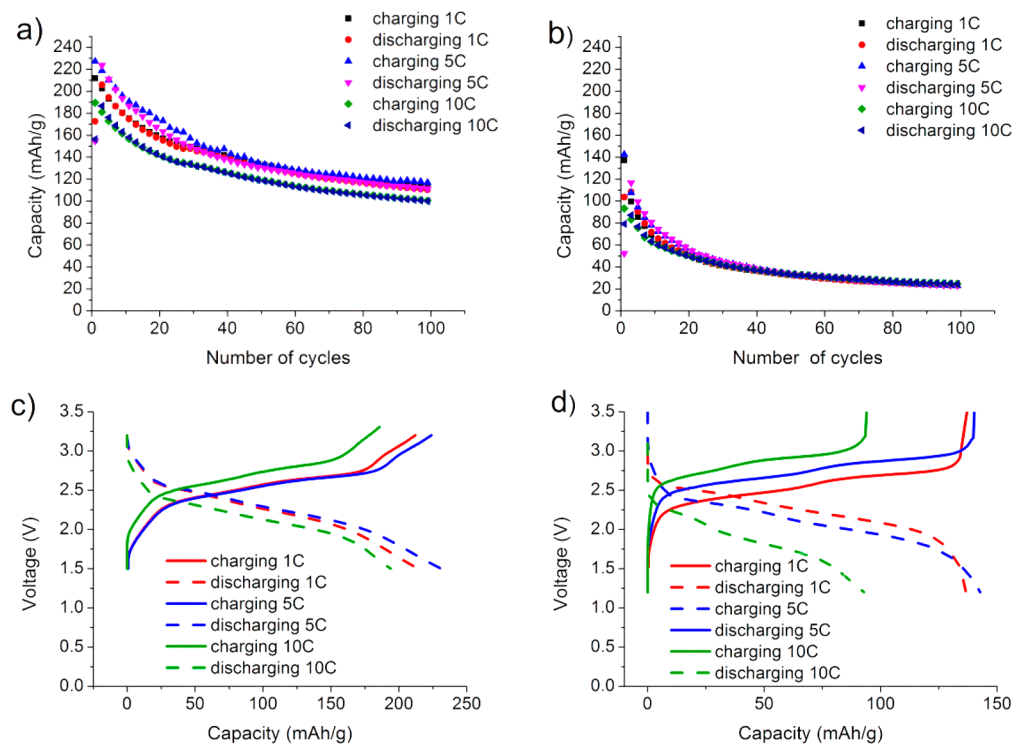 a)
charging 1C
discharging 1C
charging 5C
discharging 5C
charging 10C
discharging 10C
240
220
200
180
160
140
120
100
80
60
40
20
0
Capacity (mAh/g)
0
20
40
60
80
100
Number of cycles
b)
charging 1C
discharging 1C
charging 5C
discharging 5C
charging 10C
discharging 10C
240
220
200
180
160
140
120
100
80
60
40
20
0
Capacity (mAh/g)
0
20
40
60
80
100
Number of cycles
c)
3.5
3.0
2.5
2.0
1.5
1.0
0.5
0.0
Voltage (V)
charging 1C
discharging 1C
charging 5C
discharging 5C
charging 10C
discharging 10C
0
50
100
150
200
250
Capacity (mAh/g)
d)
3.5
3.0
2.5
2.0
1.5
1.0
0.5
0.0
Voltage (V)
charging 1C
discharging 1C
charging 5C
discharging 5C
charging 10C
discharging 10C
0
50
100
150
Capacity (mAh/g)